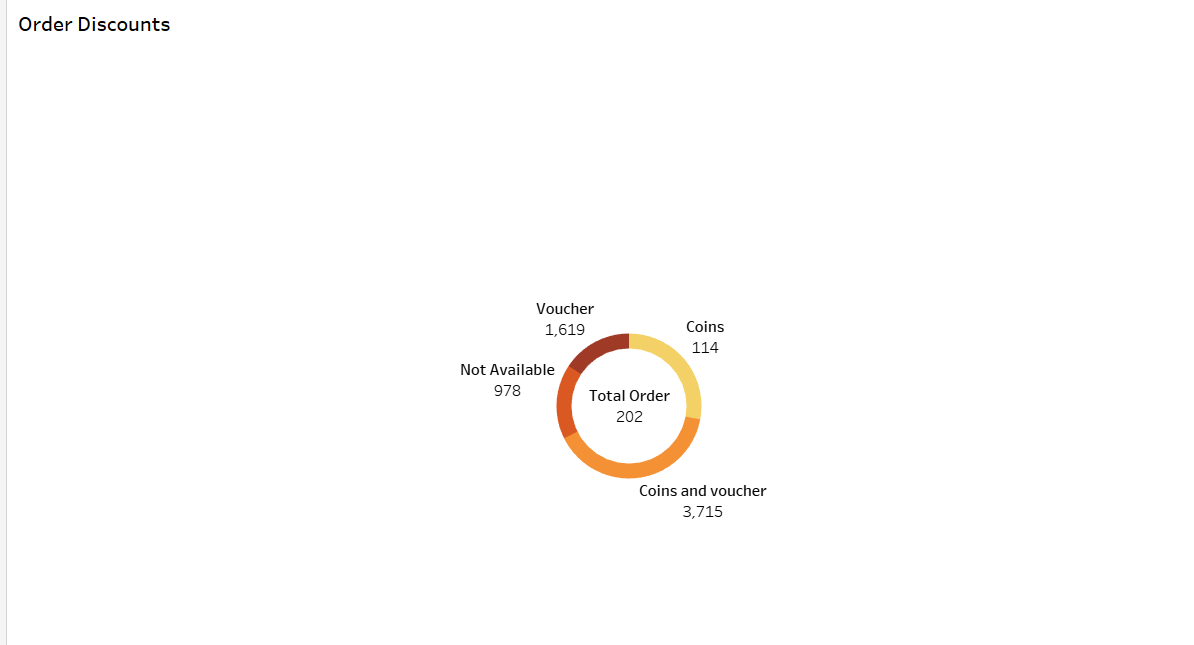 Order Discounts
Voucher
1,619
Coins
114
Not Available
978
Total Order
202
Coins and voucher
3,715